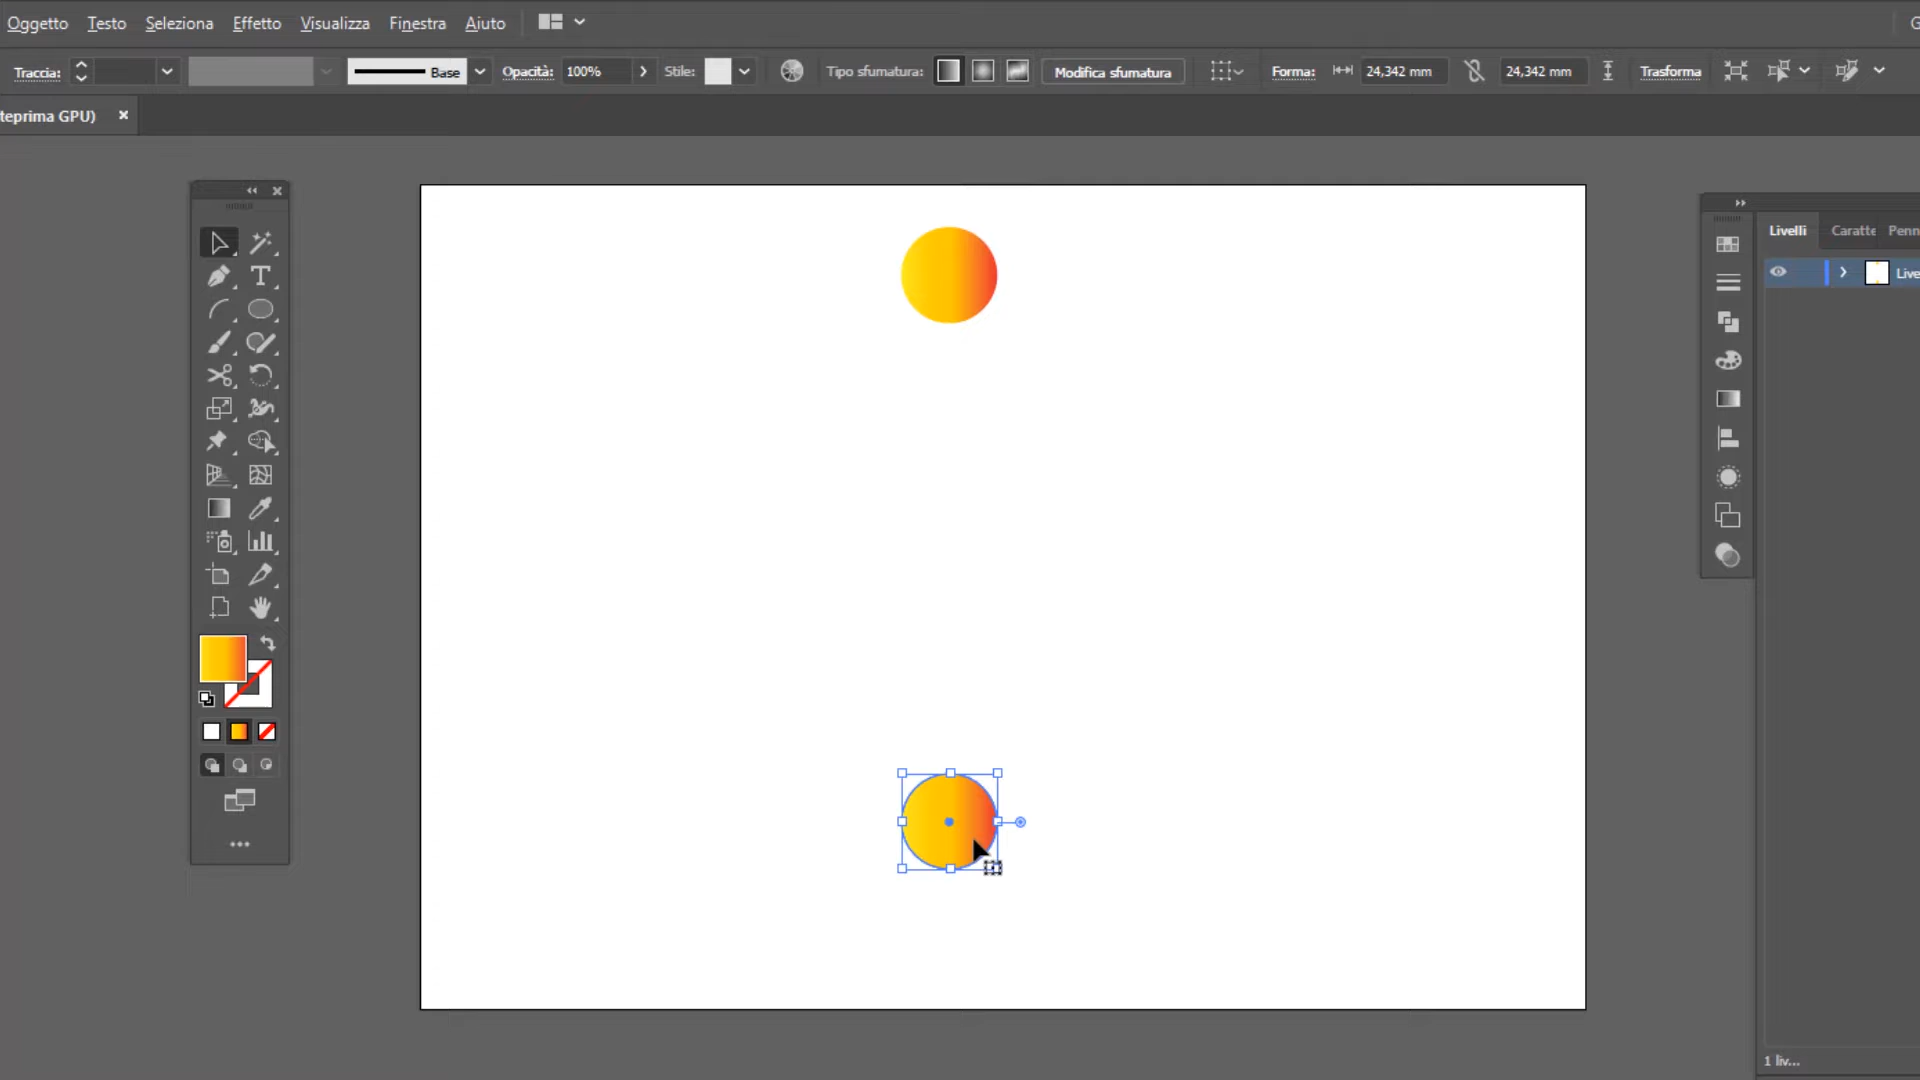 Oggetto Testo Seleziona Effetto Visualizza Finestra Aiuto
Traccia: Base Opacità: 100% Stile: Tipo sfumatura: Modifica sfumatura Forma: 24,342 mm 24,342 mm Trasforma
teprima GPU) ×
Livelli Caratte Penn
Live
T
1 liv...